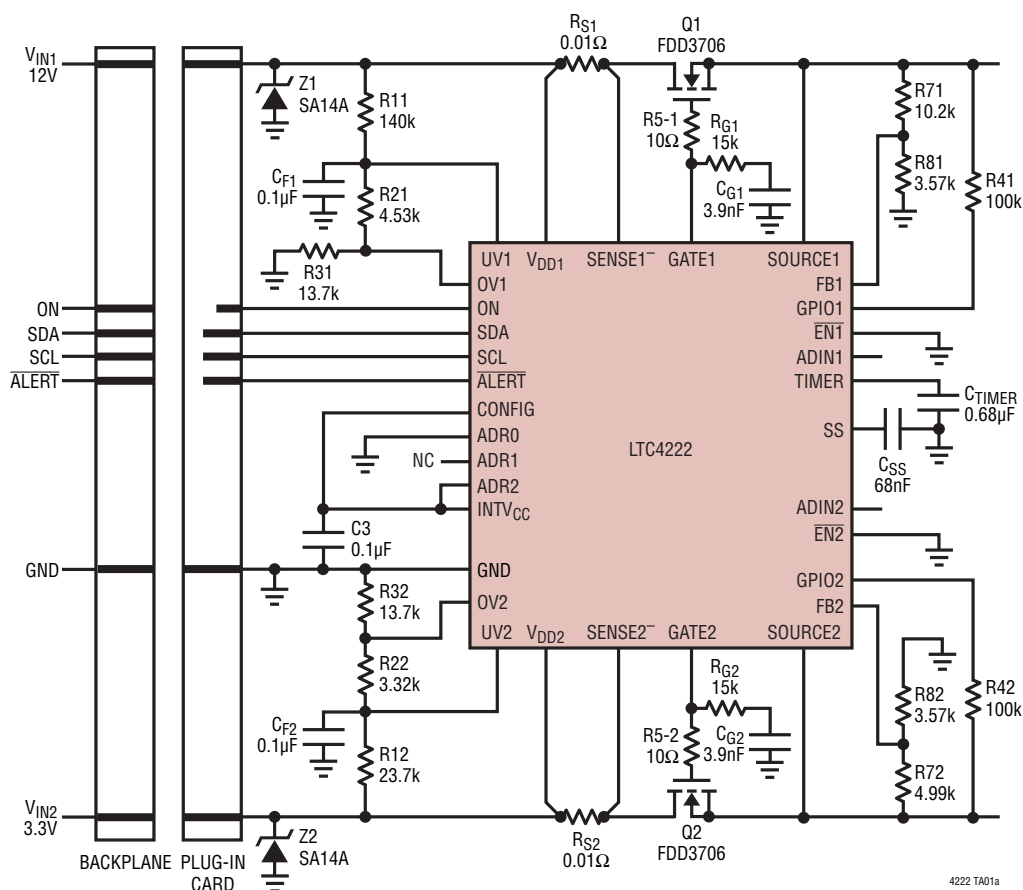 V_IN1
12V
Z1
SA14A
R11
140k
R_S1
0.01Ω
Q1
FDD3706
R5-1
10Ω
R_G1
15k
C_G1
3.9nF
R71
10.2k
R81
3.57k
R41
100k
C_F1
0.1µF
R21
4.53k
R31
13.7k
UV1
V_DD1
SENSE1⁻
GATE1
SOURCE1
OV1
FB1
ON
ON
GPIO1
SDA
SDA
E̅N̅1̅
SCL
SCL
ADIN1
A̅L̅E̅R̅T̅
A̅L̅E̅R̅T̅
TIMER
C_TIMER
0.68µF
CONFIG
ADR0
SS
C_SS
68nF
LTC4222
NC
ADR1
ADR2
INTV_CC
ADIN2
C3
0.1µF
E̅N̅2̅
GND
GND
GPIO2
R32
13.7k
OV2
FB2
UV2
V_DD2
SENSE2⁻
GATE2
SOURCE2
R22
3.32k
R_G2
15k
R82
3.57k
R42
100k
C_F2
0.1µF
R12
23.7k
R5-2
10Ω
C_G2
3.9nF
R72
4.99k
V_IN2
3.3V
Z2
SA14A
R_S2
0.01Ω
Q2
FDD3706
BACKPLANE
PLUG-IN
CARD
4222 TA01a